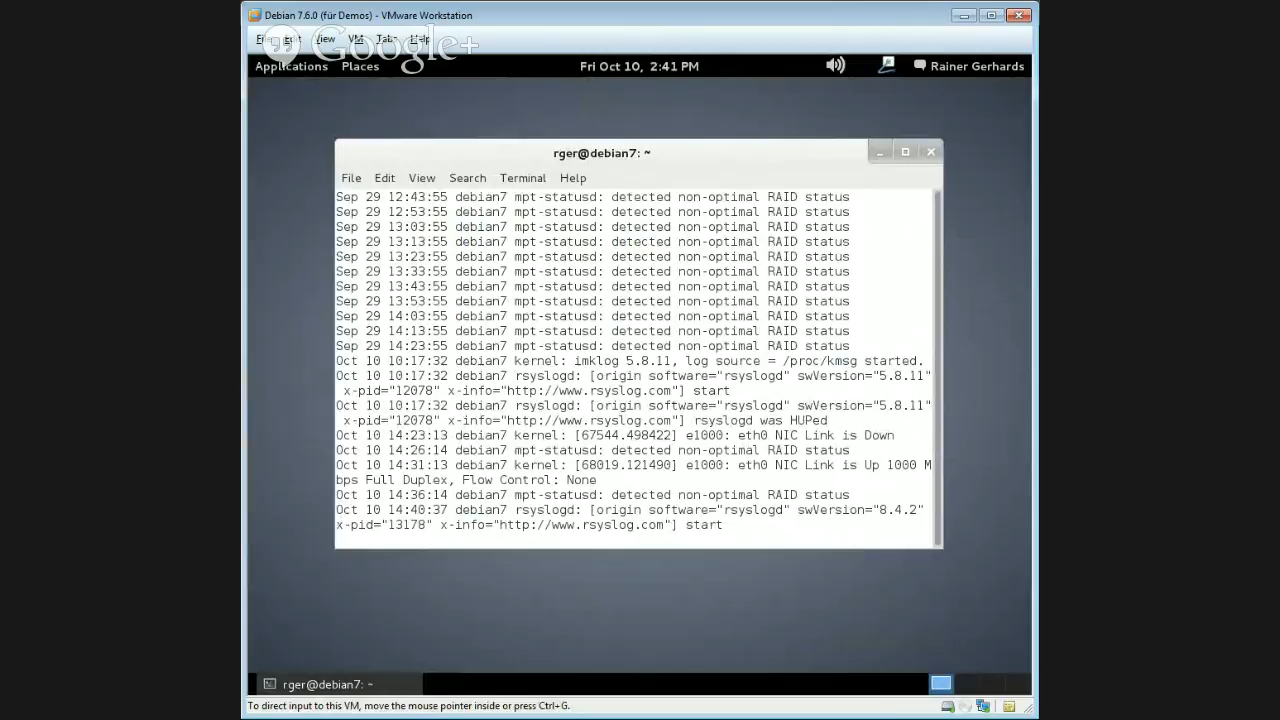 Debian 7.6.0 (für Demos) - VMware Workstation
File Edit View VM Tabs Help
Google+
Applications Places Fri Oct 10, 2:41 PM Rainer Gerhards
rger@debian7: ~
File Edit View Search Terminal Help
Sep 29 12:43:55 debian7 mpt-statusd: detected non-optimal RAID status
Sep 29 12:53:55 debian7 mpt-statusd: detected non-optimal RAID status
Sep 29 13:03:55 debian7 mpt-statusd: detected non-optimal RAID status
Sep 29 13:13:55 debian7 mpt-statusd: detected non-optimal RAID status
Sep 29 13:23:55 debian7 mpt-statusd: detected non-optimal RAID status
Sep 29 13:33:55 debian7 mpt-statusd: detected non-optimal RAID status
Sep 29 13:43:55 debian7 mpt-statusd: detected non-optimal RAID status
Sep 29 13:53:55 debian7 mpt-statusd: detected non-optimal RAID status
Sep 29 14:03:55 debian7 mpt-statusd: detected non-optimal RAID status
Sep 29 14:13:55 debian7 mpt-statusd: detected non-optimal RAID status
Sep 29 14:23:55 debian7 mpt-statusd: detected non-optimal RAID status
Oct 10 10:17:32 debian7 kernel: imklog 5.8.11, log source = /proc/kmsg started.
Oct 10 10:17:32 debian7 rsyslogd: [origin software="rsyslogd" swVersion="5.8.11"
x-pid="12078" x-info="http://www.rsyslog.com"] start
Oct 10 10:17:32 debian7 rsyslogd: [origin software="rsyslogd" swVersion="5.8.11"
x-pid="12078" x-info="http://www.rsyslog.com"] rsyslogd was HUPed
Oct 10 14:23:13 debian7 kernel: [67544.498422] e1000: eth0 NIC Link is Down
Oct 10 14:26:14 debian7 mpt-statusd: detected non-optimal RAID status
Oct 10 14:31:13 debian7 kernel: [68019.121490] e1000: eth0 NIC Link is Up 1000 M
bps Full Duplex, Flow Control: None
Oct 10 14:36:14 debian7 mpt-statusd: detected non-optimal RAID status
Oct 10 14:40:37 debian7 rsyslogd: [origin software="rsyslogd" swVersion="8.4.2"
x-pid="13178" x-info="http://www.rsyslog.com"] start
rger@debian7: ~
To direct input to this VM, move the mouse pointer inside or press Ctrl+G.